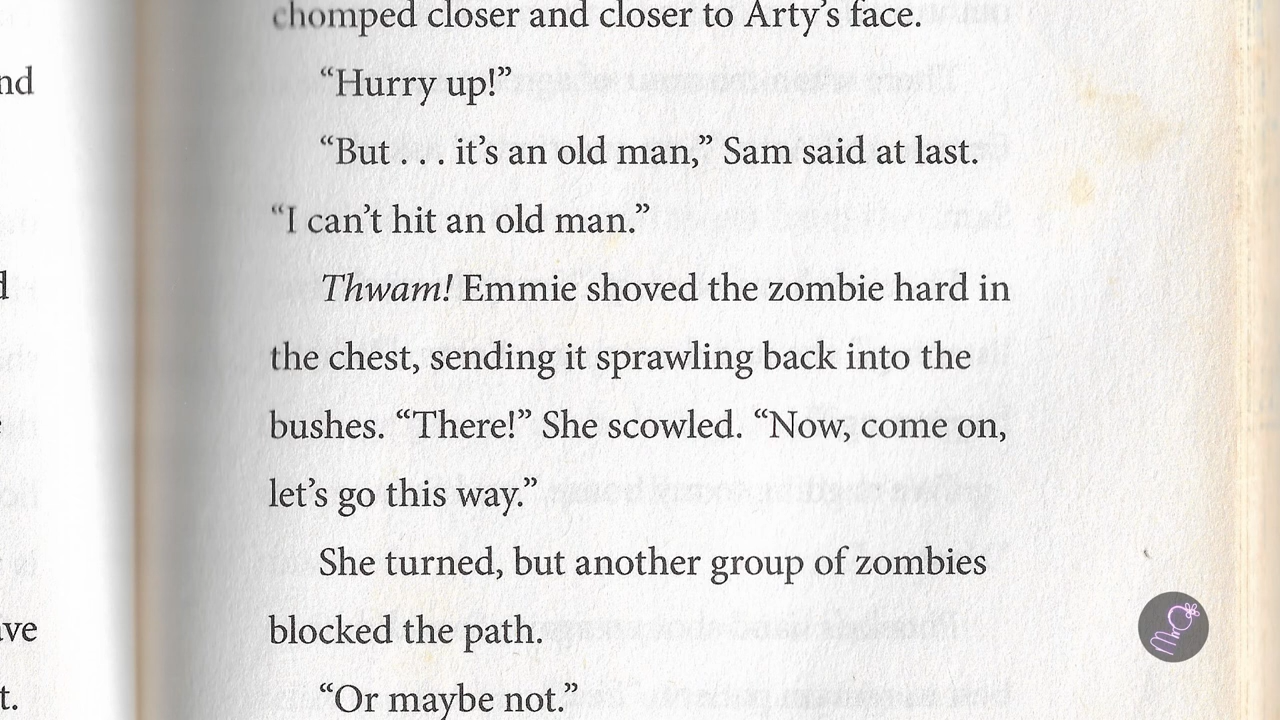 nd
d
ve
t.
chomped closer and closer to Arty’s face.
“Hurry up!”
“But . . . it’s an old man,” Sam said at last.
“I can’t hit an old man.”
Thwam! Emmie shoved the zombie hard in
the chest, sending it sprawling back into the
bushes. “There!” She scowled. “Now, come on,
let’s go this way.”
She turned, but another group of zombies
blocked the path.
“Or maybe not.”